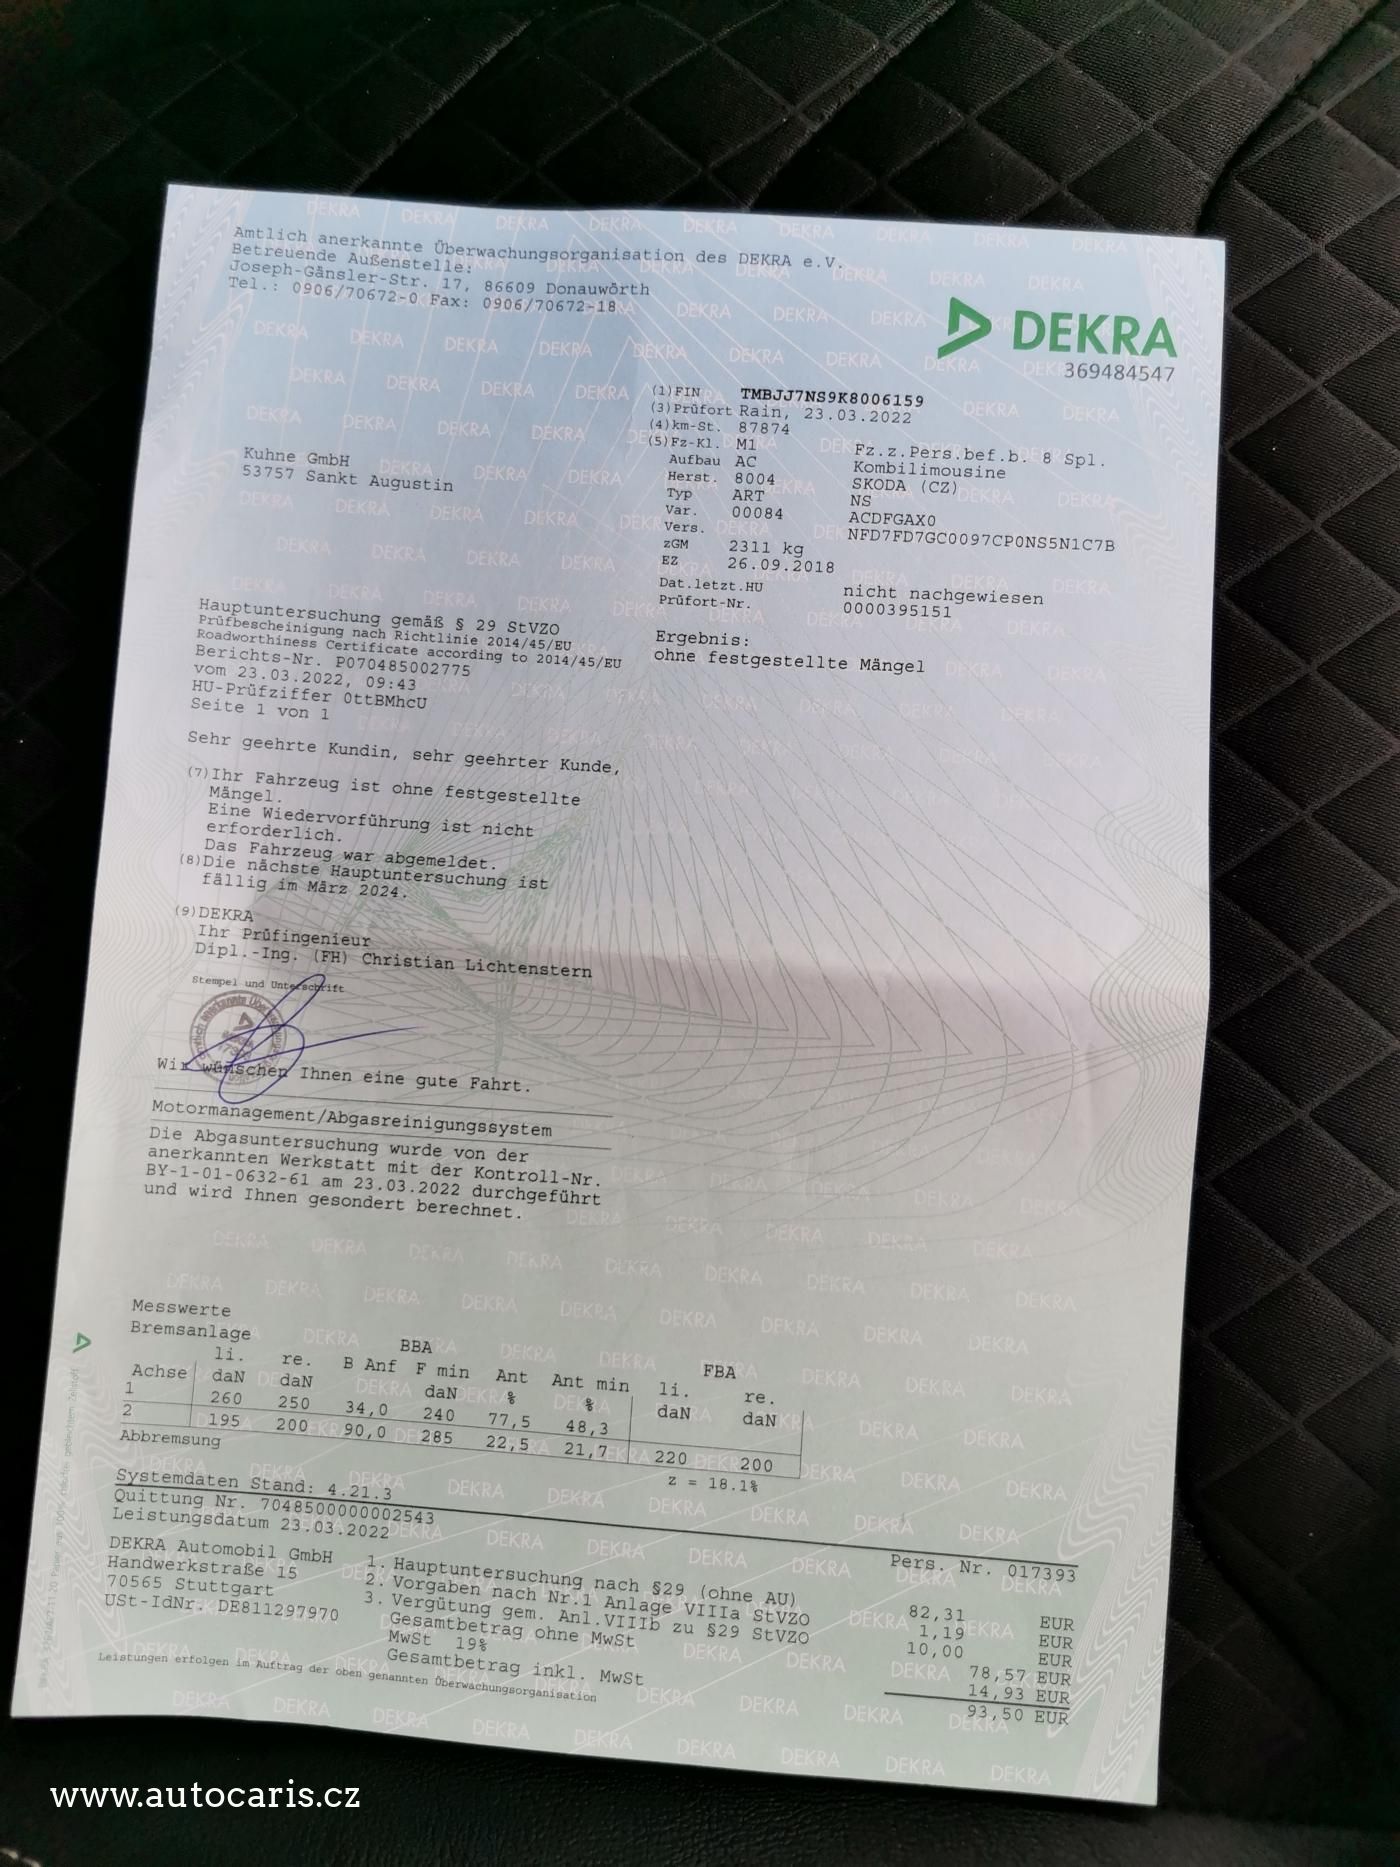 Amtlich anerkannte Überwachungsorganisation des DEKRA e.V.
Betreuende Außenstelle:
Joseph-Gänsler-Str. 17, 86609 Donauwörth
Tel.: 0906/70672-0 Fax: 0906/70672-18
DEKRA
369484547
(1)FIN TMBJJ7NS9K8006159
(3)Prüfort Rain, 23.03.2022
(4)km-St. 87874
(5)Fz-Kl. M1 Fz.z.Pers.bef.b. 8 Spl.
Aufbau AC Kombilimousine
Herst. 8004 SKODA (CZ)
Typ ART NS
Var. 00084 ACDFGAX0
Vers. NFD7FD7GC0097CP0NS5N1C7B
zGM 2311 kg
EZ 26.09.2018
Dat.letzt.HU nicht nachgewiesen
Prüfort-Nr. 0000395151
Kuhne GmbH
53757 Sankt Augustin
Hauptuntersuchung gemäß § 29 StVZO
Prüfbescheinigung nach Richtlinie 2014/45/EU
Roadworthiness Certificate according to 2014/45/EU
Berichts-Nr. P070485002775
vom 23.03.2022, 09:43
HU-Prüfziffer 0ttBMhcU
Seite 1 von 1
Ergebnis:
ohne festgestellte Mängel
Sehr geehrte Kundin, sehr geehrter Kunde,
(7)Ihr Fahrzeug ist ohne festgestellte
Mängel.
Eine Wiedervorführung ist nicht
erforderlich.
Das Fahrzeug war abgemeldet.
(8)Die nächste Hauptuntersuchung ist
fällig im März 2024.
(9)DEKRA
Ihr Prüfingenieur
Dipl.-Ing. (FH) Christian Lichtenstern
Stempel und Unterschrift
Wir wünschen Ihnen eine gute Fahrt.
Motormanagement/Abgasreinigungssystem
Die Abgasuntersuchung wurde von der
anerkannten Werkstatt mit der Kontroll-Nr.
BY-1-01-0632-61 am 23.03.2022 durchgeführt
und wird Ihnen gesondert berechnet.
Messwerte
Bremsanlage
BBA FBA
li. re. B Anf F min Ant Ant min li. re.
Achse daN daN daN % % daN daN
1 260 250 34,0 240 77,5 48,3
2 195 200 90,0 285 22,5 21,7 220 200
Abbremsung z = 18.1%
Systemdaten Stand: 4.21.3
Quittung Nr. 7048500000002543
Leistungsdatum 23.03.2022
Pers. Nr. 017393
DEKRA Automobil GmbH
Handwerkstraße 15
70565 Stuttgart
USt-IdNr. DE811297970
1. Hauptuntersuchung nach §29 (ohne AU) 82,31 EUR
2. Vorgaben nach Nr.1 Anlage VIIIa StVZO 1,19 EUR
3. Vergütung gem. Anl.VIIIb zu §29 StVZO 10,00 EUR
Gesamtbetrag ohne MwSt 78,57 EUR
MwSt 19% 14,93 EUR
Gesamtbetrag inkl. MwSt 93,50 EUR
Leistungen erfolgen im Auftrag der oben genannten Überwachungsorganisation
www.autocaris.cz